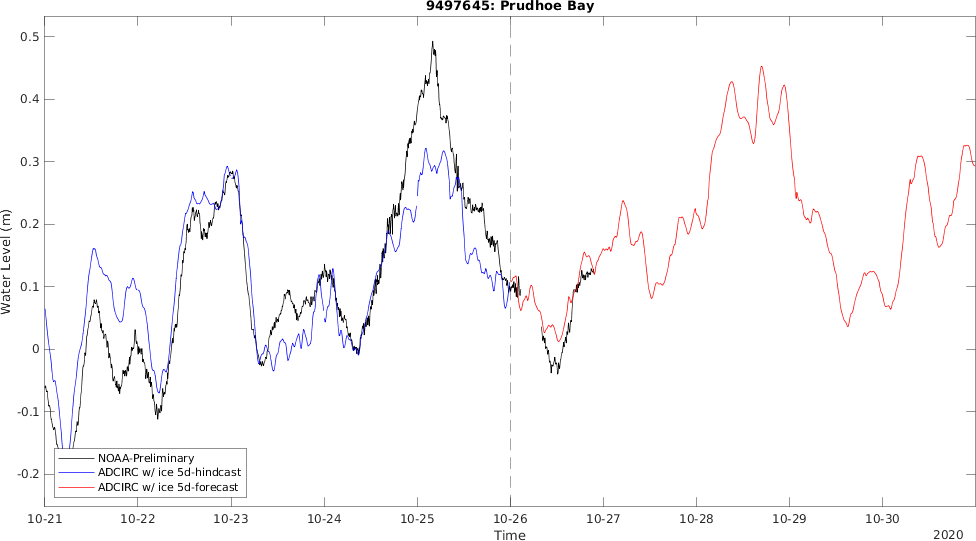 9497645: Prudhoe Bay
0.5
0.4
0.3
0.2
0.1
0
-0.1
-0.2
Water Level (m)
NOAA-Preliminary
ADCIRC w/ ice 5d-hindcast
ADCIRC w/ ice 5d-forecast
10-21 10-22 10-23 10-24 10-25 10-26 10-27 10-28 10-29 10-30
Time
2020